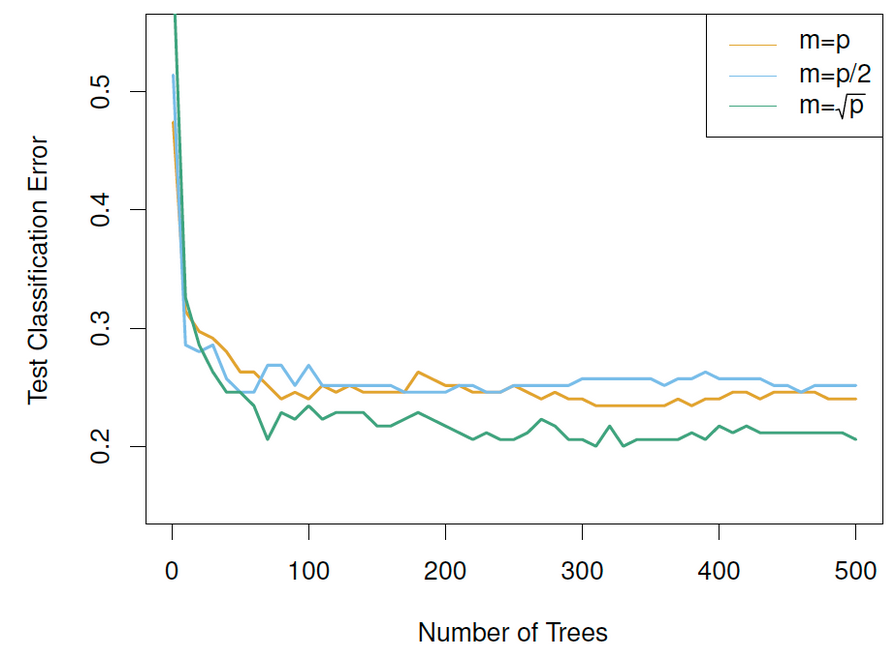 m=p
m=p/2
m=√p
Test Classification Error
0.5
0.4
0.3
0.2
0 100 200 300 400 500
Number of Trees